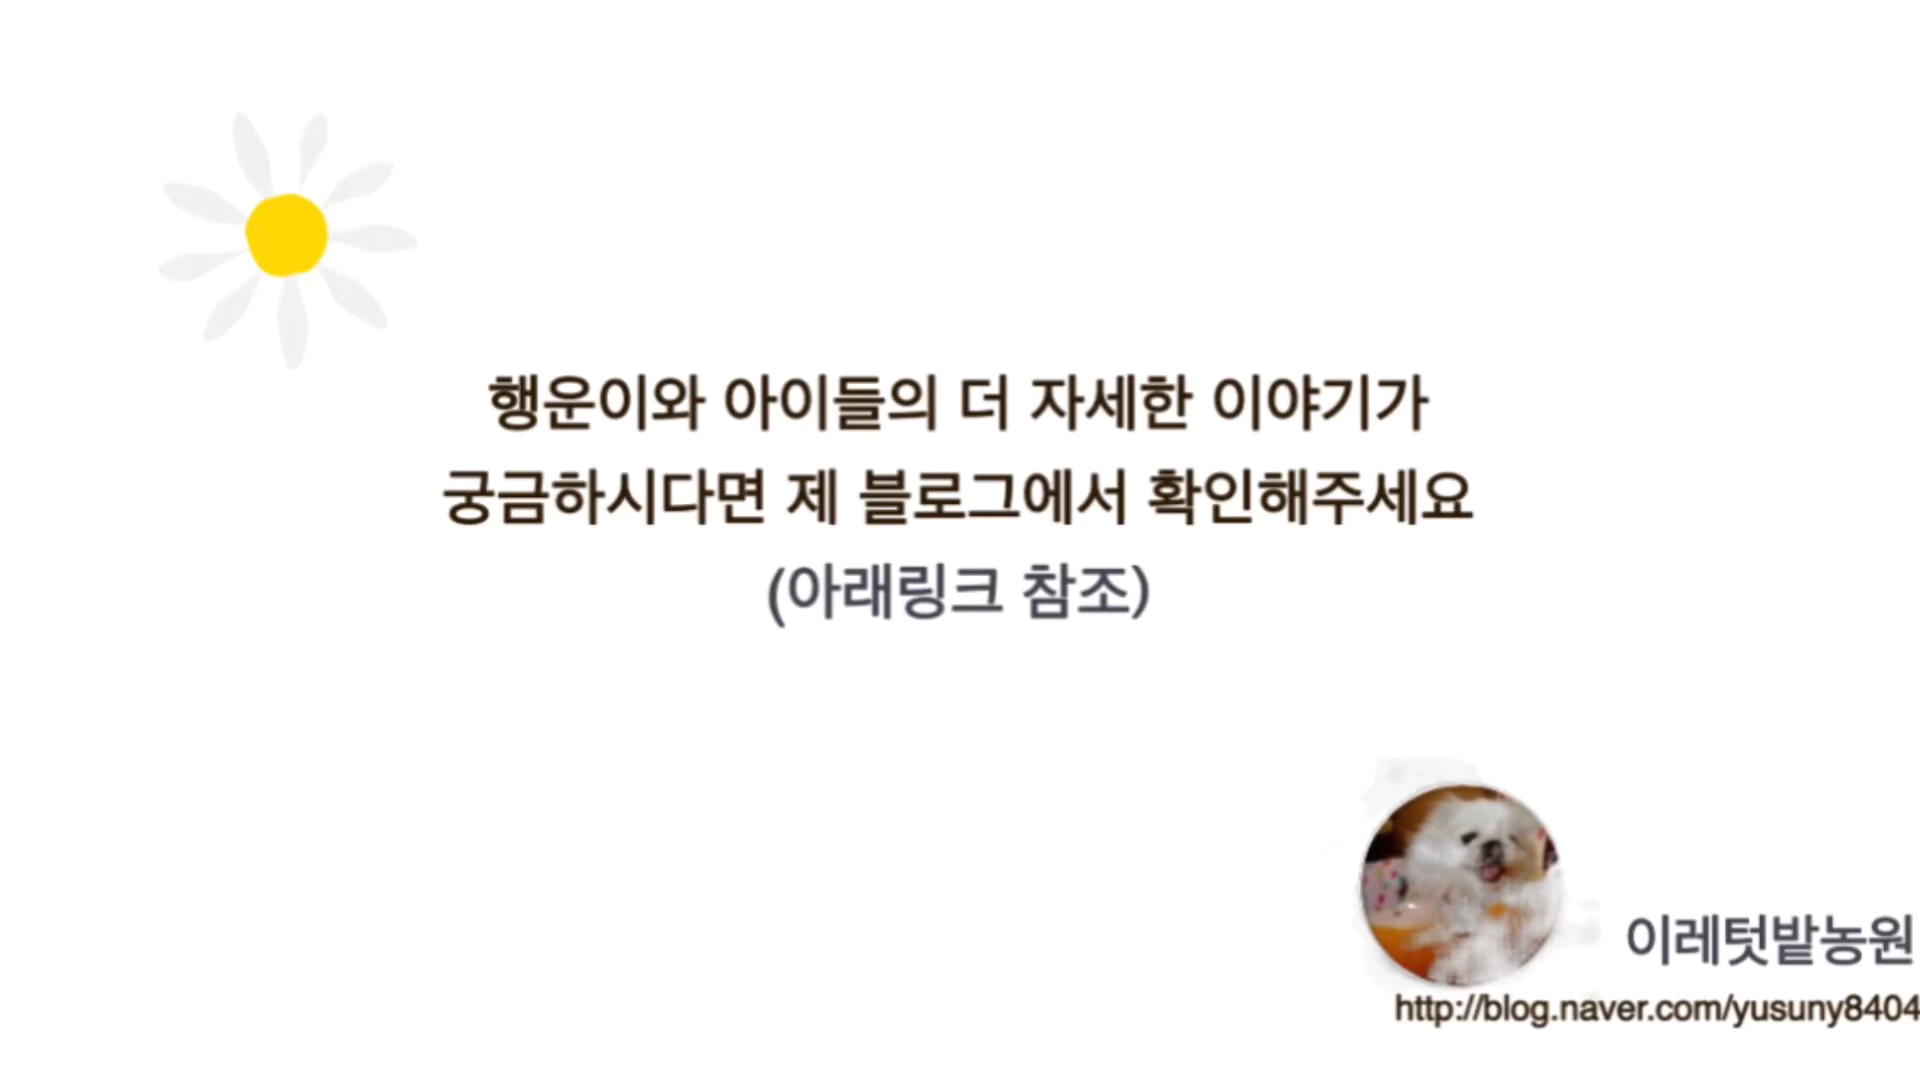 행운이와 아이들의 더 자세한 이야기가
궁금하시다면 제 블로그에서 확인해주세요
(아래링크 참조)
이레텃밭농원
http://blog.naver.com/yusuny8404